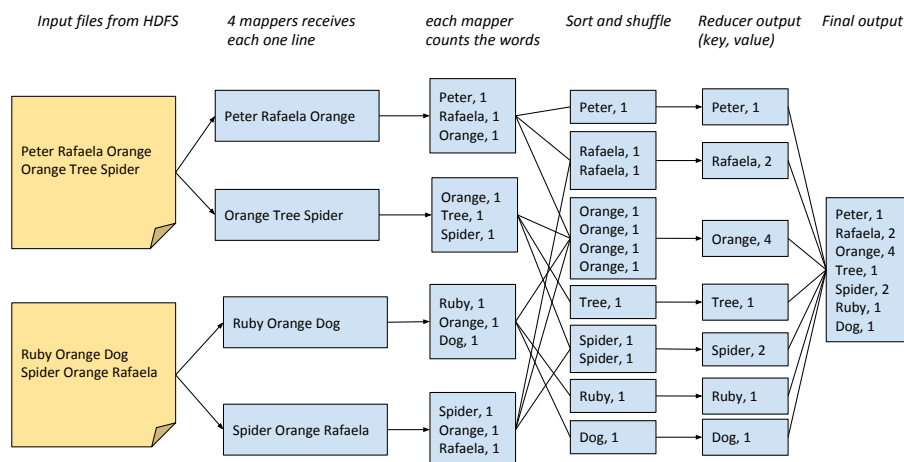 Input files from HDFS
4 mappers receives
each one line
each mapper
counts the words
Sort and shuffle
Reducer output
(key, value)
Final output
Peter Rafaela Orange
Orange Tree Spider
Ruby Orange Dog
Spider Orange Rafaela
Peter Rafaela Orange
Orange Tree Spider
Ruby Orange Dog
Spider Orange Rafaela
Peter, 1
Rafaela, 1
Orange, 1
Orange, 1
Tree, 1
Spider, 1
Ruby, 1
Orange, 1
Dog, 1
Spider, 1
Orange, 1
Rafaela, 1
Peter, 1
Rafaela, 1
Rafaela, 1
Orange, 1
Orange, 1
Orange, 1
Orange, 1
Tree, 1
Spider, 1
Spider, 1
Ruby, 1
Dog, 1
Peter, 1
Rafaela, 2
Orange, 4
Tree, 1
Spider, 2
Ruby, 1
Dog, 1
Peter, 1
Rafaela, 2
Orange, 4
Tree, 1
Spider, 2
Ruby, 1
Dog, 1